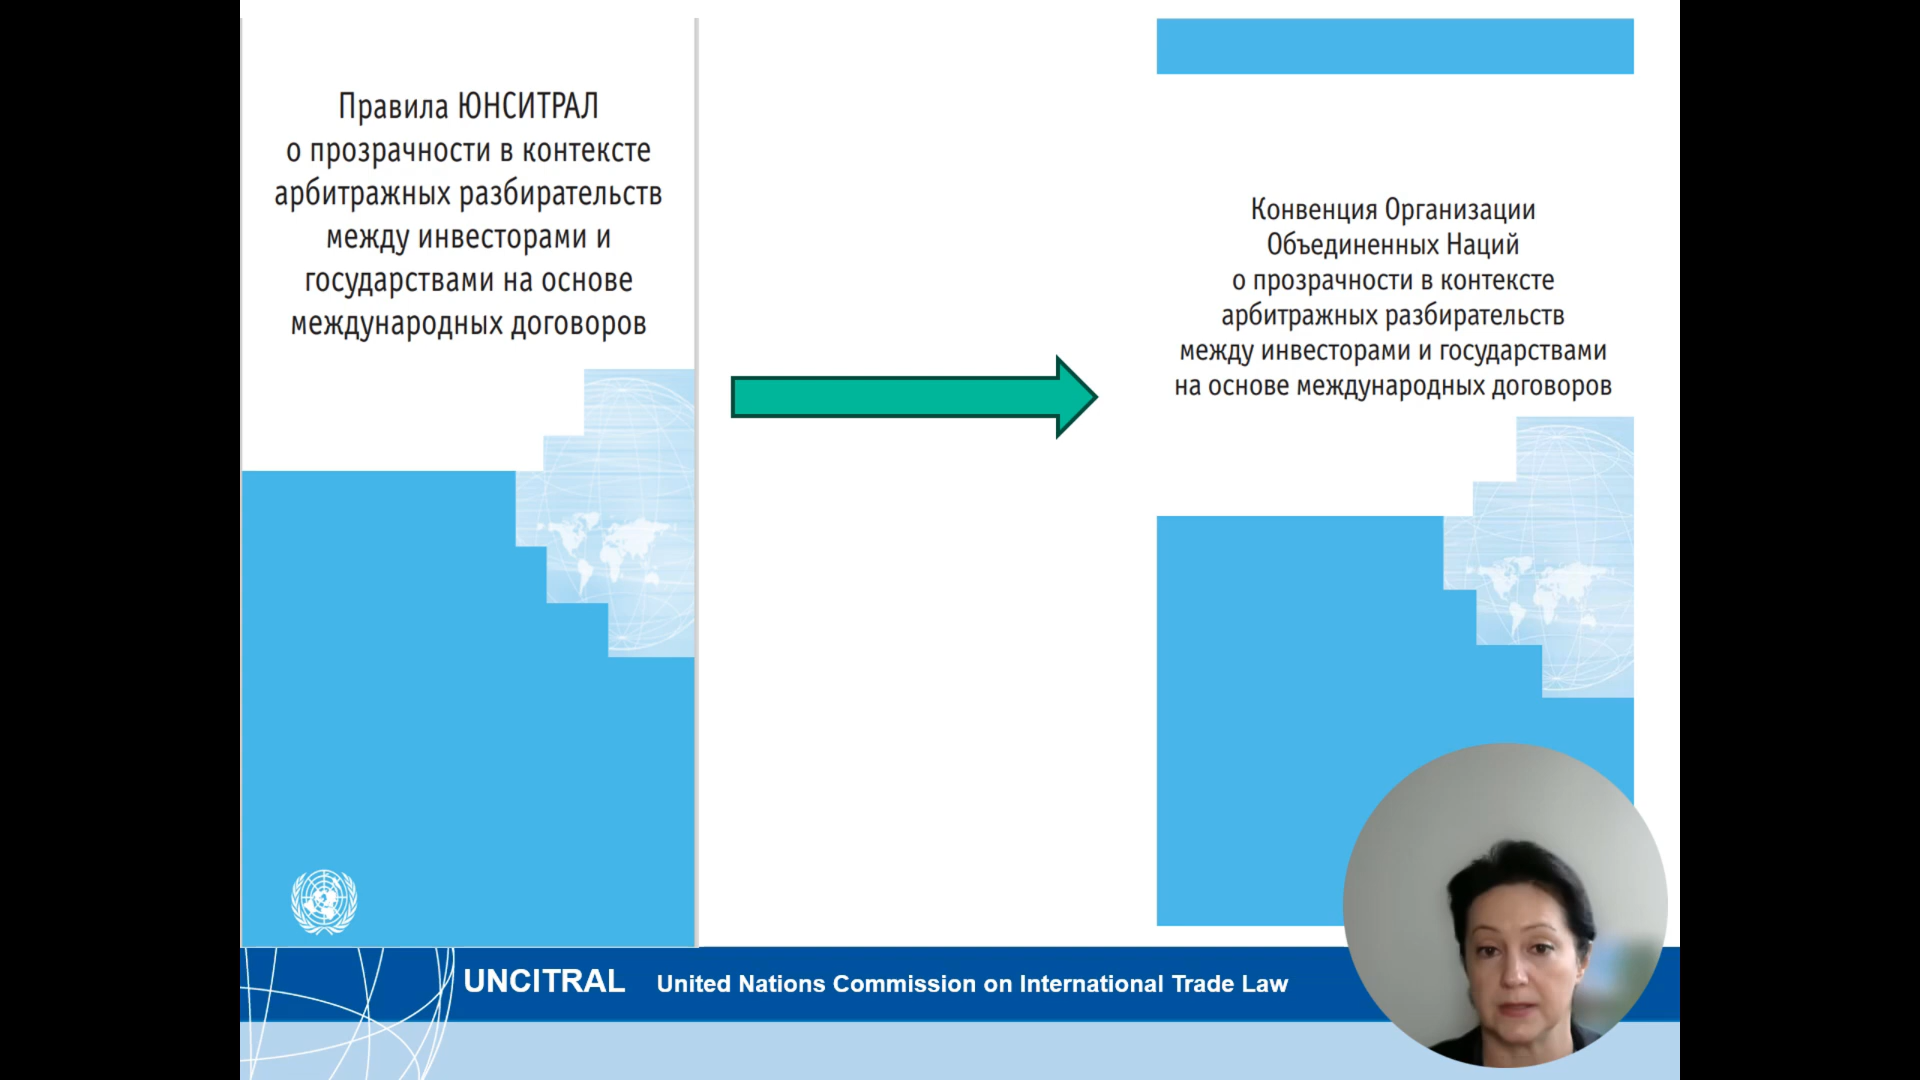 Правила ЮНСИТРАЛ
о прозрачности в контексте
арбитражных разбирательств
между инвесторами и
государствами на основе
международных договоров
Конвенция Организации
Объединенных Наций
о прозрачности в контексте
арбитражных разбирательств
между инвесторами и государствами
на основе международных договоров
UNCITRAL United Nations Commission on International Trade Law